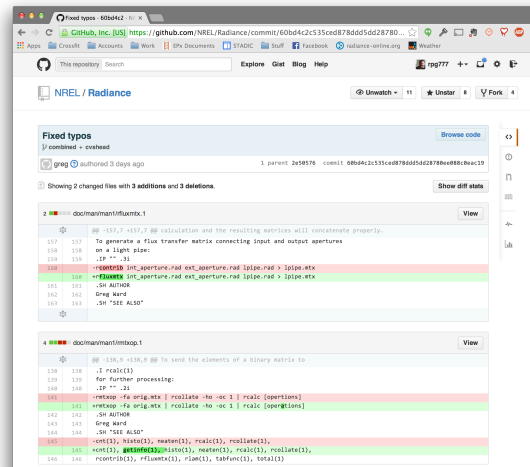 Fixed typos · 60bd4c2 · NR
GitHub, Inc. [US] https://github.com/NREL/Radiance/commit/60bd4c2c535ced878ddd5dd28780...
Apps Crossfit Accounts Work EPx Documents STADIC Stuff Facebook radiance-online.org Weather
This repository Search Explore Gist Blog Help rpg777
NREL / Radiance Unwatch 11 Unstar 8 Fork 4
Fixed typos Browse code
combined + cvshead
greg authored 3 days ago 1 parent 2e50576 commit 60bd4c2c535ced878ddd5dd28780ee088c0eac19
Showing 2 changed files with 3 additions and 3 deletions. Show diff stats
2 doc/man/man1/rfluxmtx.1 View
@@ -157,7 +157,7 @@ calculation and the resulting matrices will concatenate properly.
157 157 To generate a flux transfer matrix connecting input and output apertures
158 158 on a light pipe:
159 159 .IP "" .3i
160 -rcontrib int_aperture.rad ext_aperture.rad lpipe.rad > lpipe.mtx
160 +rfluxmtx int_aperture.rad ext_aperture.rad lpipe.rad > lpipe.mtx
161 161 .SH AUTHOR
162 162 Greg Ward
163 163 .SH "SEE ALSO"
4 doc/man/man1/rmtxop.1 View
@@ -138,9 +138,9 @@ To send the elements of a binary matrix to
138 138 .I rcalc(1)
139 139 for further processing:
140 140 .IP "" .2i
141 -rmtxop -fa orig.mtx | rcollate -ho -oc 1 | rcalc [opertions]
141 +rmtxop -fa orig.mtx | rcollate -ho -oc 1 | rcalc [operations]
142 142 .SH AUTHOR
143 143 Greg Ward
144 144 .SH "SEE ALSO"
145 -cnt(1), histo(1), neaten(1), rcalc(1), rcollate(1),
145 +cnt(1), getinfo(1), histo(1), neaten(1), rcalc(1), rcollate(1),
146 146 rcontrib(1), rfluxmtx(1), rlam(1), tabfunc(1), total(1)